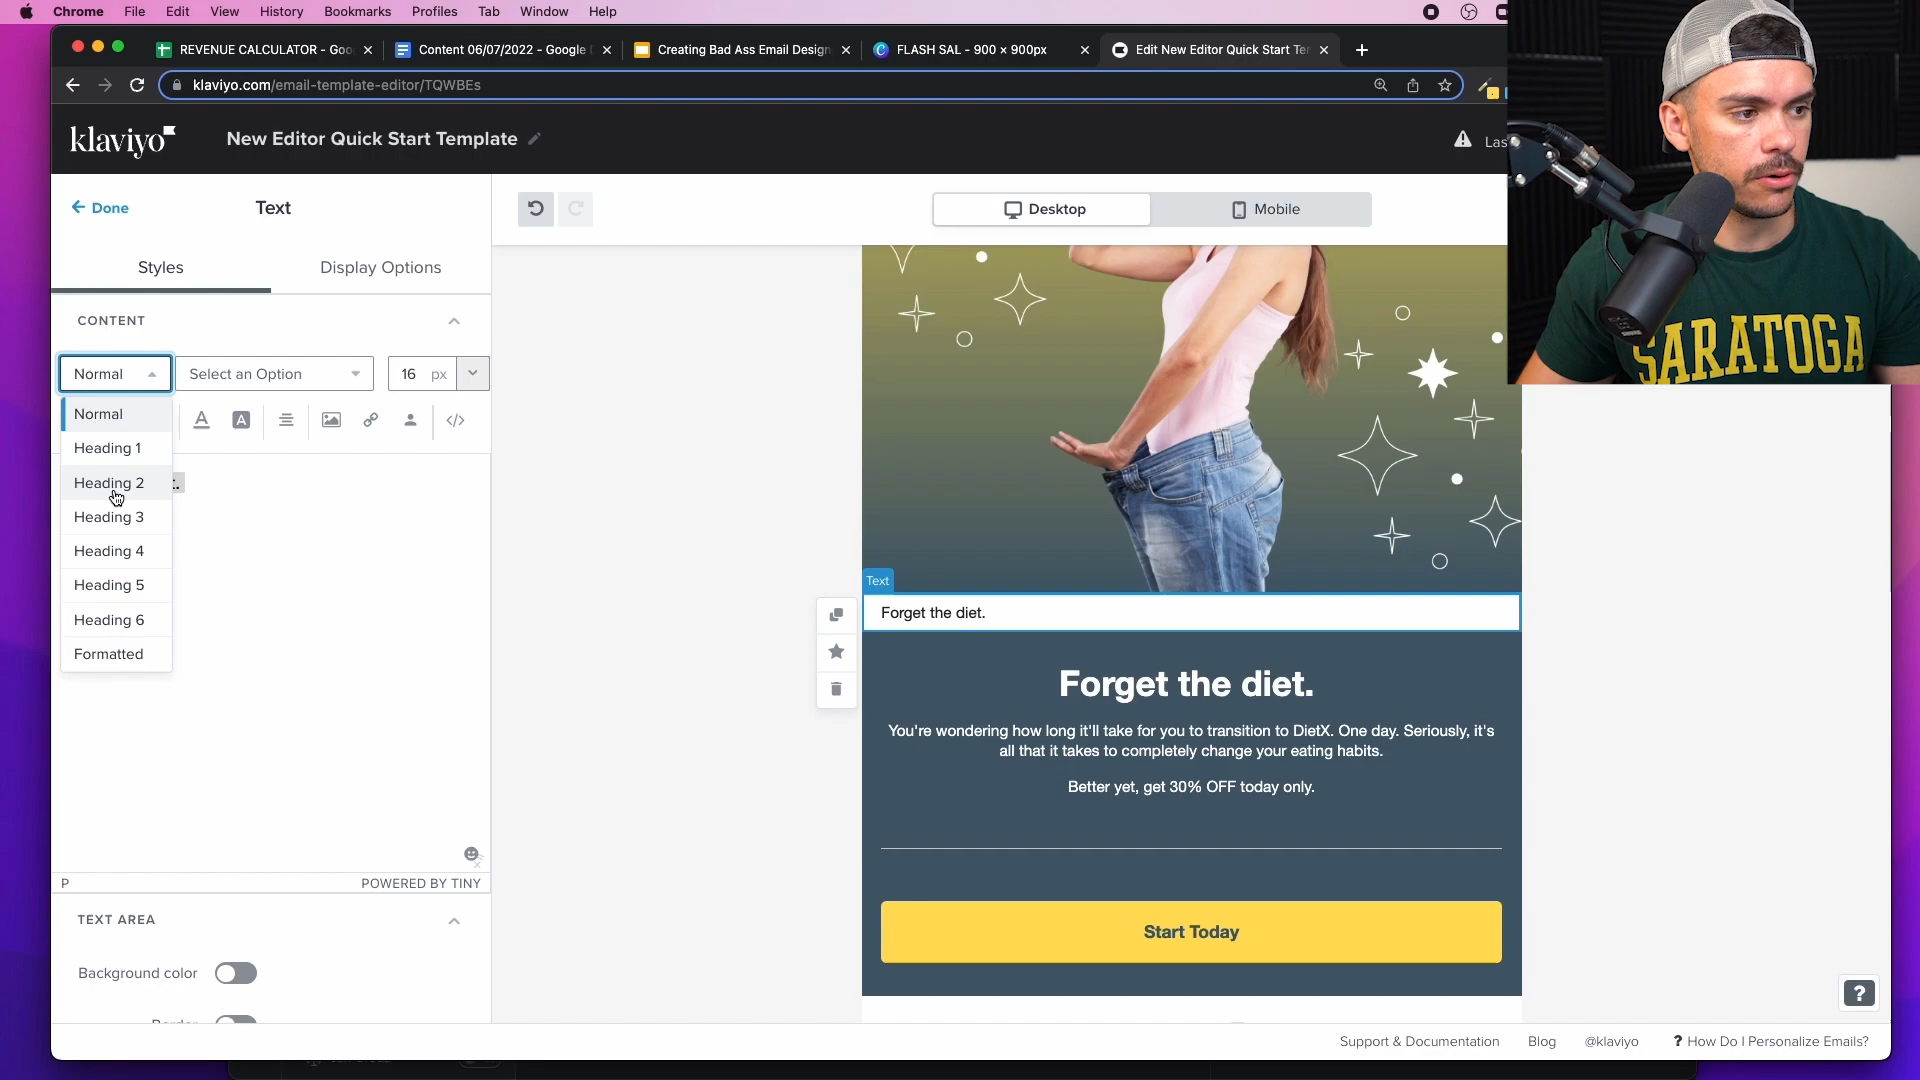 Chrome File Edit View History Bookmarks Profiles Tab Window Help
REVENUE CALCULATOR - Goo
Content 06/07/2022 - Google
Creating Bad Ass Email Design
FLASH SAL - 900 × 900px
Edit New Editor Quick Start Ter
klaviyo.com/email-template-editor/TQWBEs
klaviyo
New Editor Quick Start Template
Las
Done
Text
Desktop
Mobile
Styles
Display Options
CONTENT
Normal
Select an Option
16 px
Normal
Heading 1
Heading 2
Heading 3
Heading 4
Heading 5
Heading 6
Formatted
P
POWERED BY TINY
TEXT AREA
Background color
Text
Forget the diet.
Forget the diet.
You're wondering how long it'll take for you to transition to DietX. One day. Seriously, it's
all that it takes to completely change your eating habits.
Better yet, get 30% OFF today only.
Start Today
SARATOGA
?
Support & Documentation
Blog
@klaviyo
? How Do I Personalize Emails?